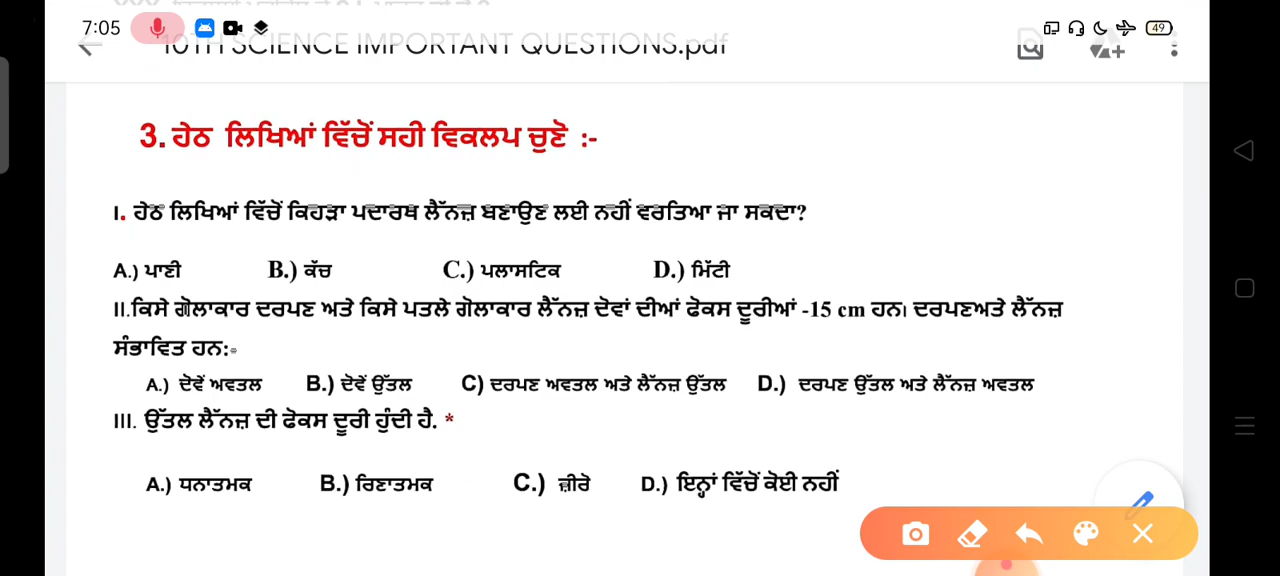 7:05
49
10TH SCIENCE IMPORTANT QUESTIONS.pdf
3. ਹੇਠ ਲਿਖਿਆਂ ਵਿੱਚੋਂ ਸਹੀ ਵਿਕਲਪ ਚੁਣੋ :-
I. ਹੇਠ ਲਿਖਿਆਂ ਵਿੱਚੋਂ ਕਿਹੜਾ ਪਦਾਰਥ ਲੈੱਨਜ਼ ਬਣਾਉਣ ਲਈ ਨਹੀਂ ਵਰਤਿਆ ਜਾ ਸਕਦਾ?
A.) ਪਾਣੀ B.) ਕੱਚ C.) ਪਲਾਸਟਿਕ D.) ਮਿੱਟੀ
II.ਕਿਸੇ ਗੋਲਾਕਾਰ ਦਰਪਣ ਅਤੇ ਕਿਸੇ ਪਤਲੇ ਗੋਲਾਕਾਰ ਲੈੱਨਜ਼ ਦੋਵਾਂ ਦੀਆਂ ਫੋਕਸ ਦੂਰੀਆਂ -15 cm ਹਨ। ਦਰਪਣਅਤੇ ਲੈੱਨਜ਼
ਸੰਭਾਵਿਤ ਹਨ:-
A.) ਦੋਵੇਂ ਅਵਤਲ B.) ਦੋਵੇਂ ਉੱਤਲ C) ਦਰਪਣ ਅਵਤਲ ਅਤੇ ਲੈੱਨਜ਼ ਉੱਤਲ D.) ਦਰਪਣ ਉੱਤਲ ਅਤੇ ਲੈੱਨਜ਼ ਅਵਤਲ
III. ਉੱਤਲ ਲੈੱਨਜ਼ ਦੀ ਫੋਕਸ ਦੂਰੀ ਹੁੰਦੀ ਹੈ. *
A.) ਧਨਾਤਮਕ B.) ਰਿਣਾਤਮਕ C.) ਜ਼ੀਰੋ D.) ਇਨ੍ਹਾਂ ਵਿੱਚੋਂ ਕੋਈ ਨਹੀਂ